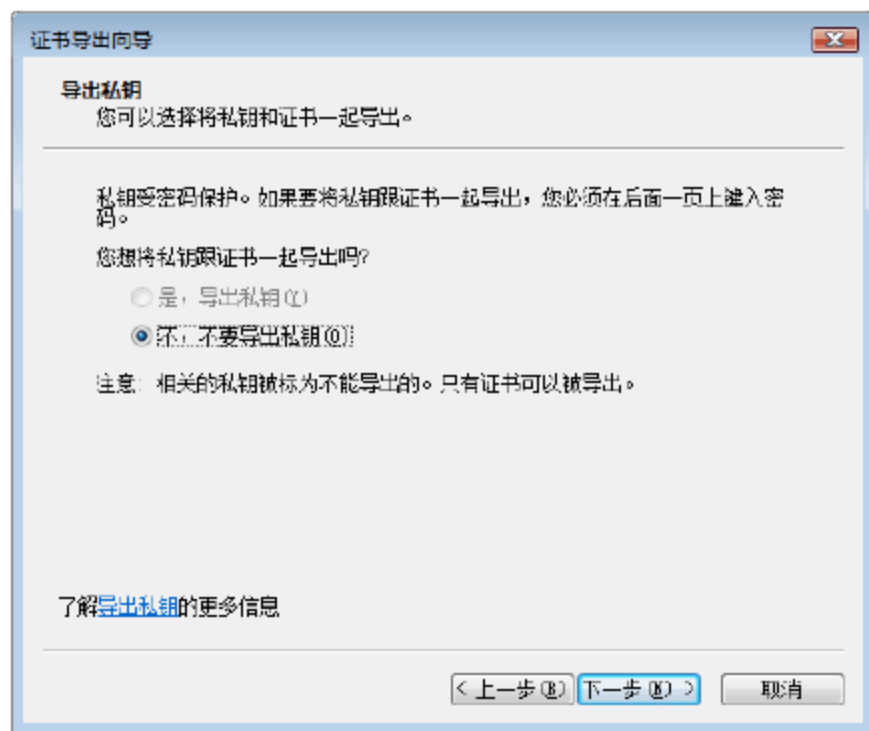 证书导出向导
导出私钥
您可以选择将私钥和证书一起导出。
私钥受密码保护。如果要将私钥跟证书一起导出，您必须在后面一页上键入密
码。
您想将私钥跟证书一起导出吗?
是，导出私钥(Y)
不，不要导出私钥(O)
注意: 相关的私钥被标为不能导出的。只有证书可以被导出。
了解导出私钥的更多信息
< 上一步(B) 下一步(N) > 取消